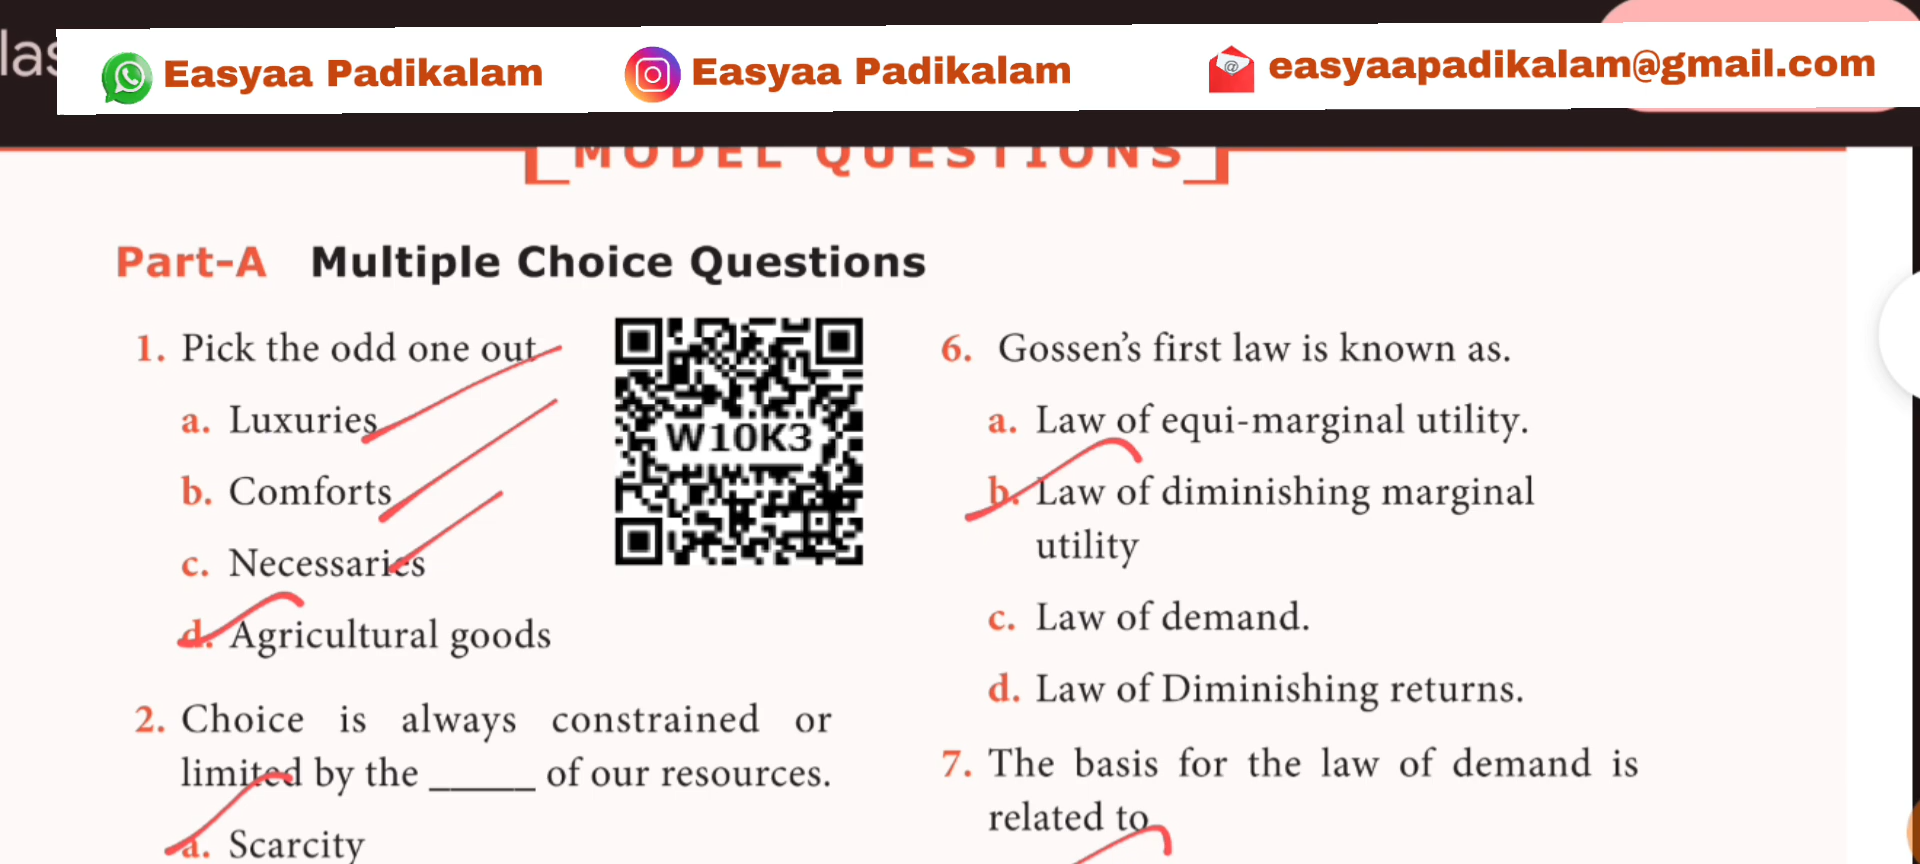 las
Easyaa Padikalam
Easyaa Padikalam
easyaapadikalam@gmail.com
MODEL QUESTIONS
Part-A Multiple Choice Questions
1. Pick the odd one out
a. Luxuries
b. Comforts
c. Necessaries
d. Agricultural goods
W10K3
2. Choice is always constrained or
limited by the _____ of our resources.
a. Scarcity
6. Gossen's first law is known as.
a. Law of equi-marginal utility.
b. Law of diminishing marginal
utility
c. Law of demand.
d. Law of Diminishing returns.
7. The basis for the law of demand is
related to